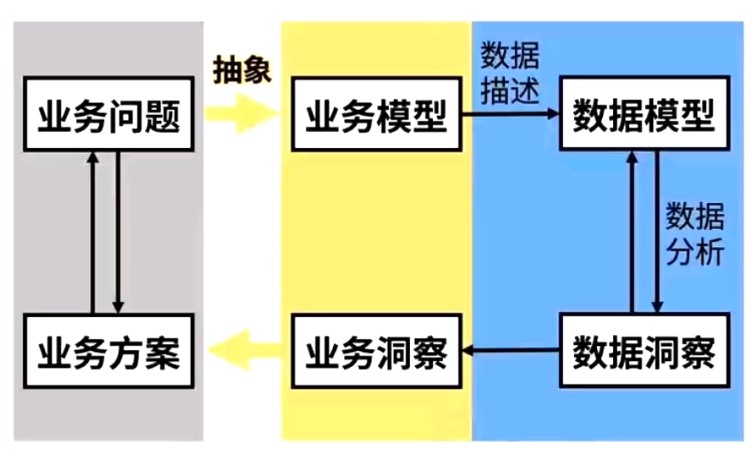 抽象
数据
描述
业务问题
业务模型
数据模型
数据
分析
业务方案
业务洞察
数据洞察